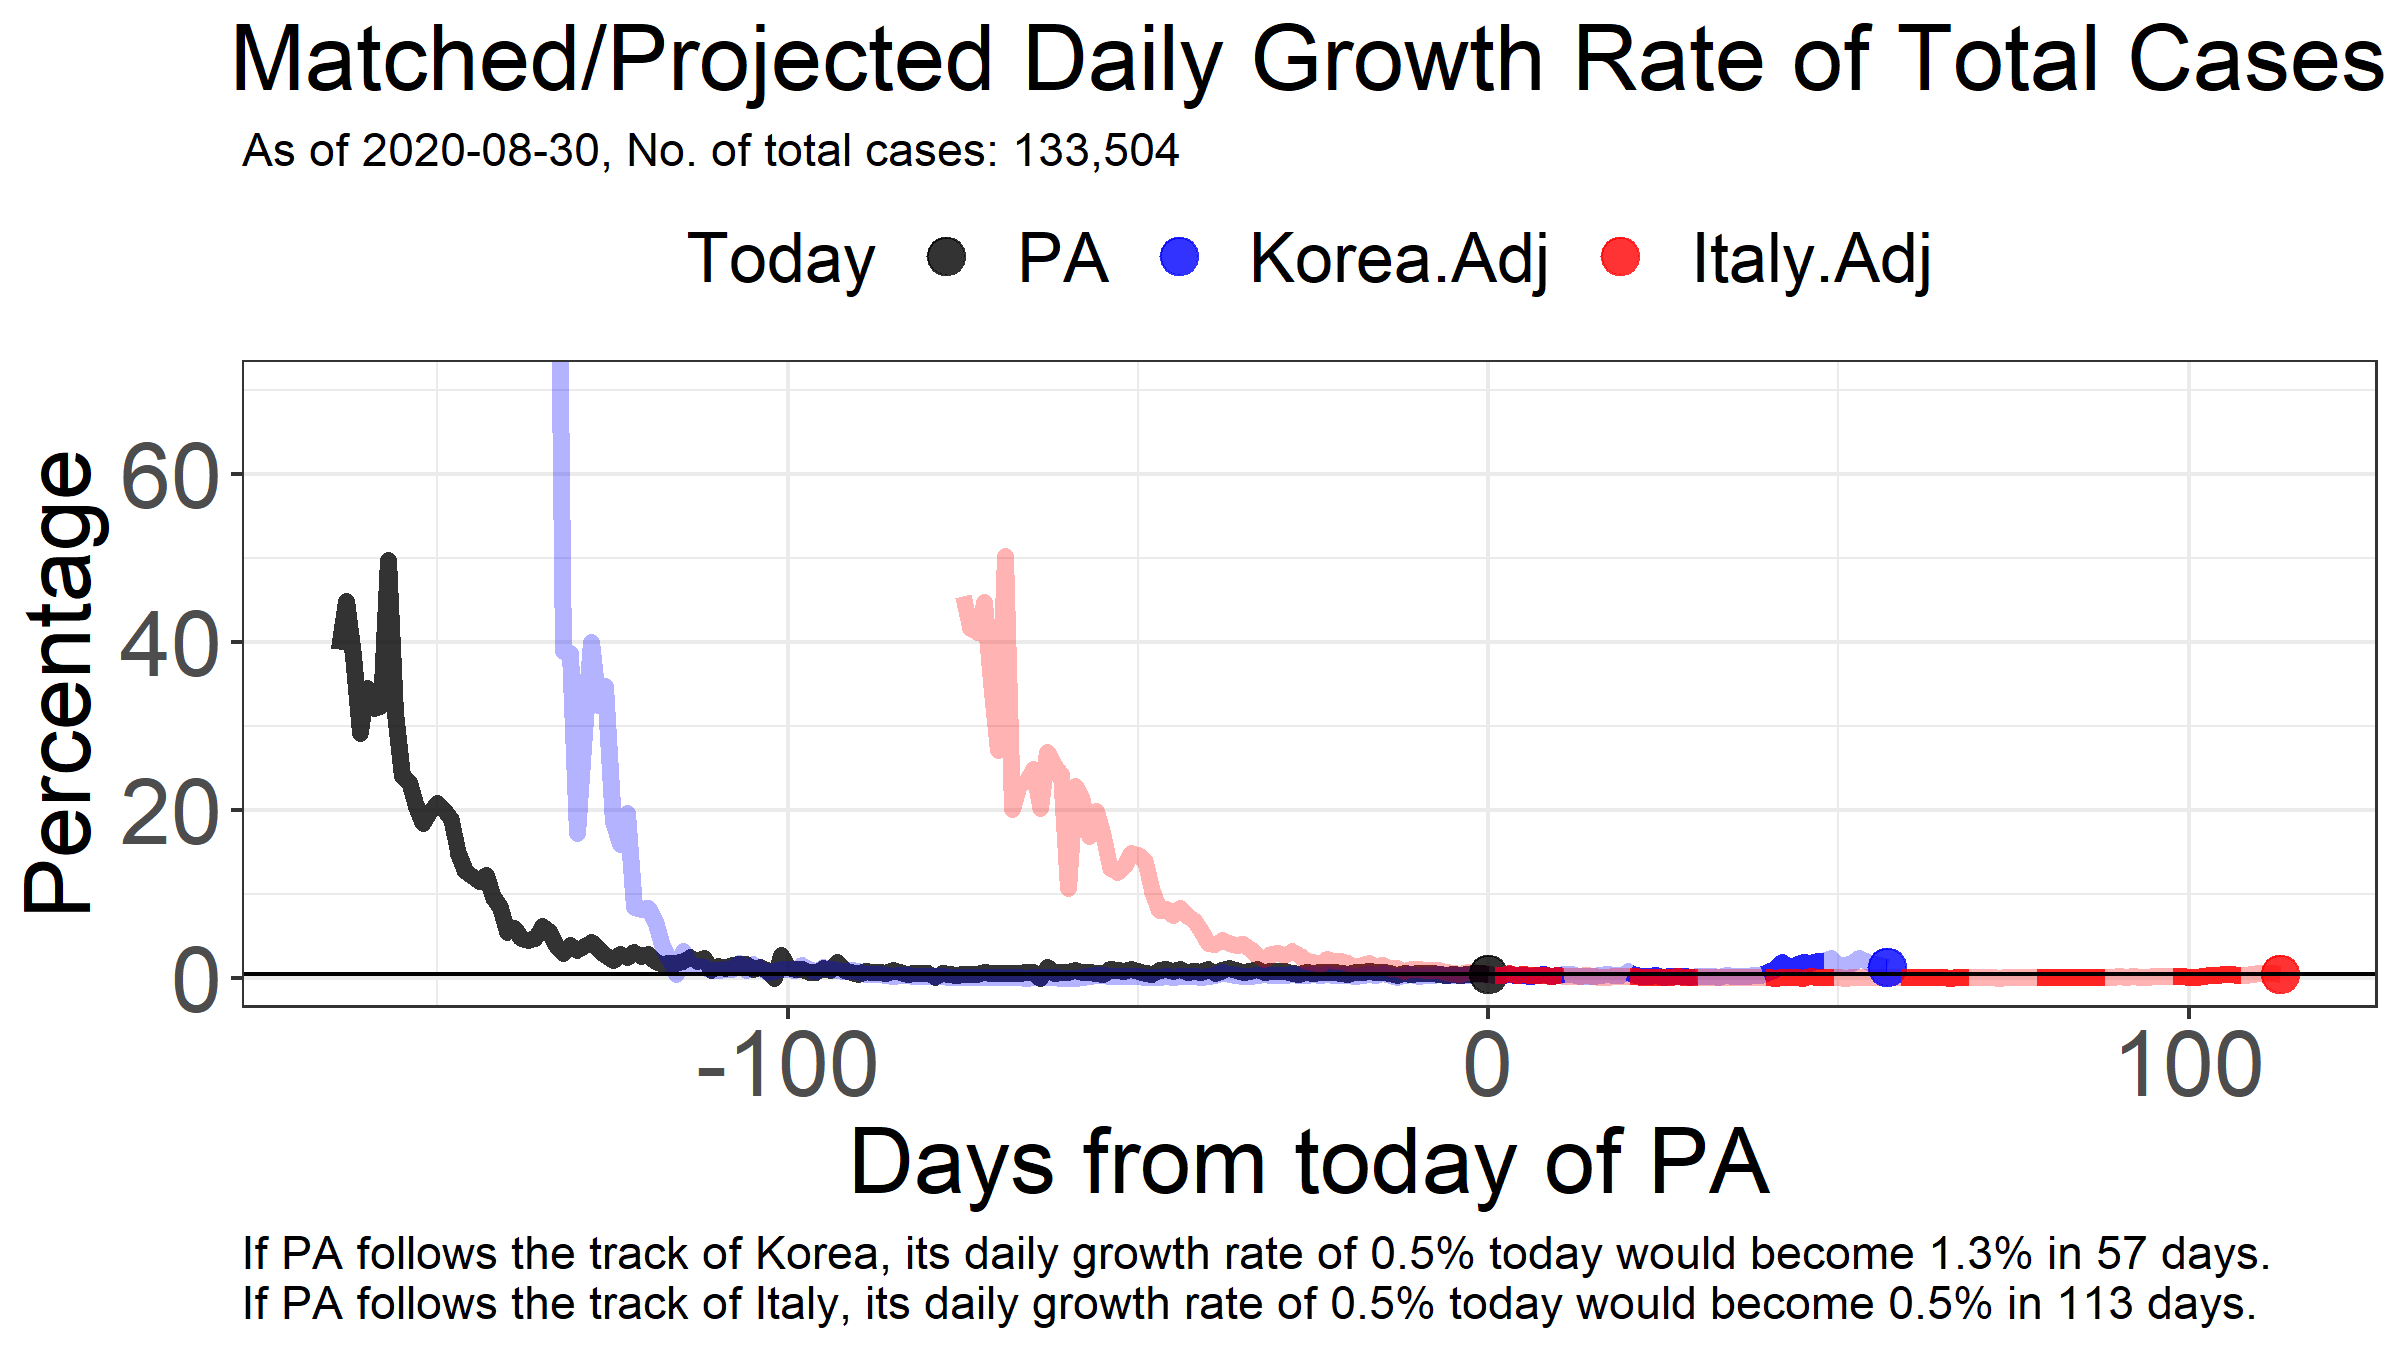 Matched/Projected Daily Growth Rate of Total Cases
As of 2020-08-30, No. of total cases: 133,504
Today PA Korea.Adj Italy.Adj
Percentage
60
40
20
0
-100 0 100
Days from today of PA
If PA follows the track of Korea, its daily growth rate of 0.5% today would become 1.3% in 57 days.
If PA follows the track of Italy, its daily growth rate of 0.5% today would become 0.5% in 113 days.